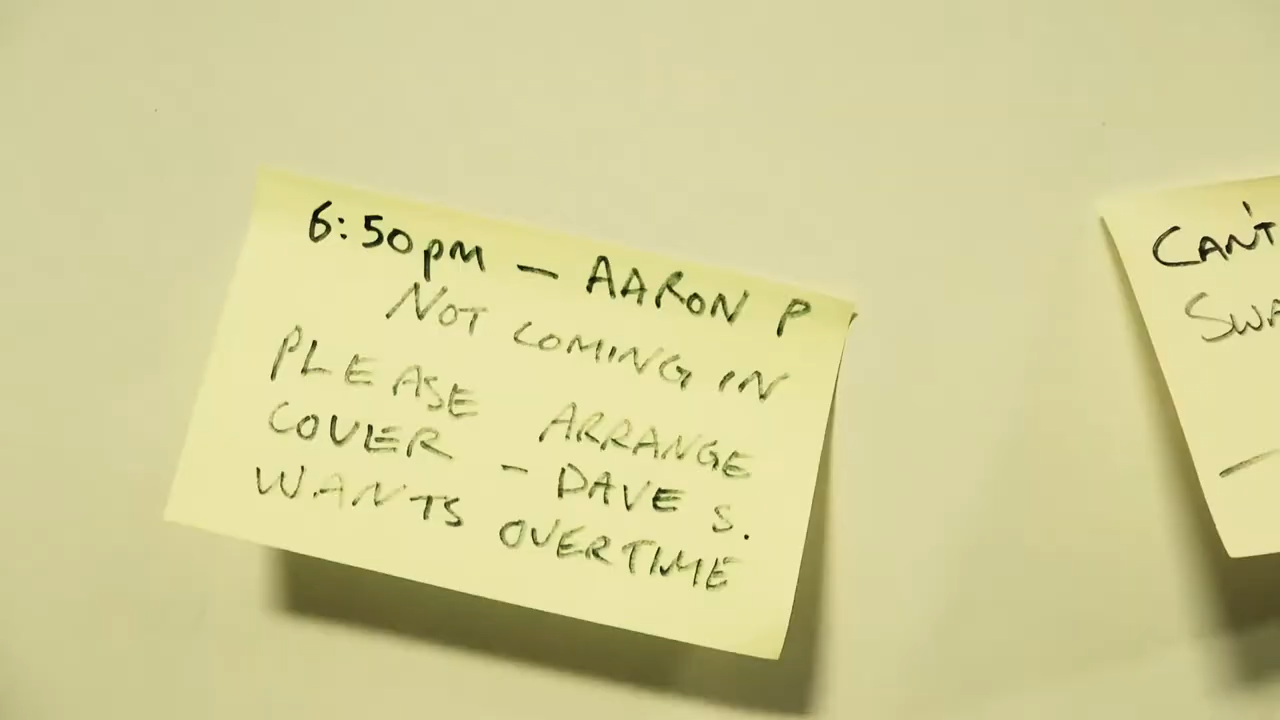 6:50pm – AARON P
NOT COMING IN
PLEASE ARRANGE
COVER – DAVE S.
WANTS OVERTIME
CAN'T